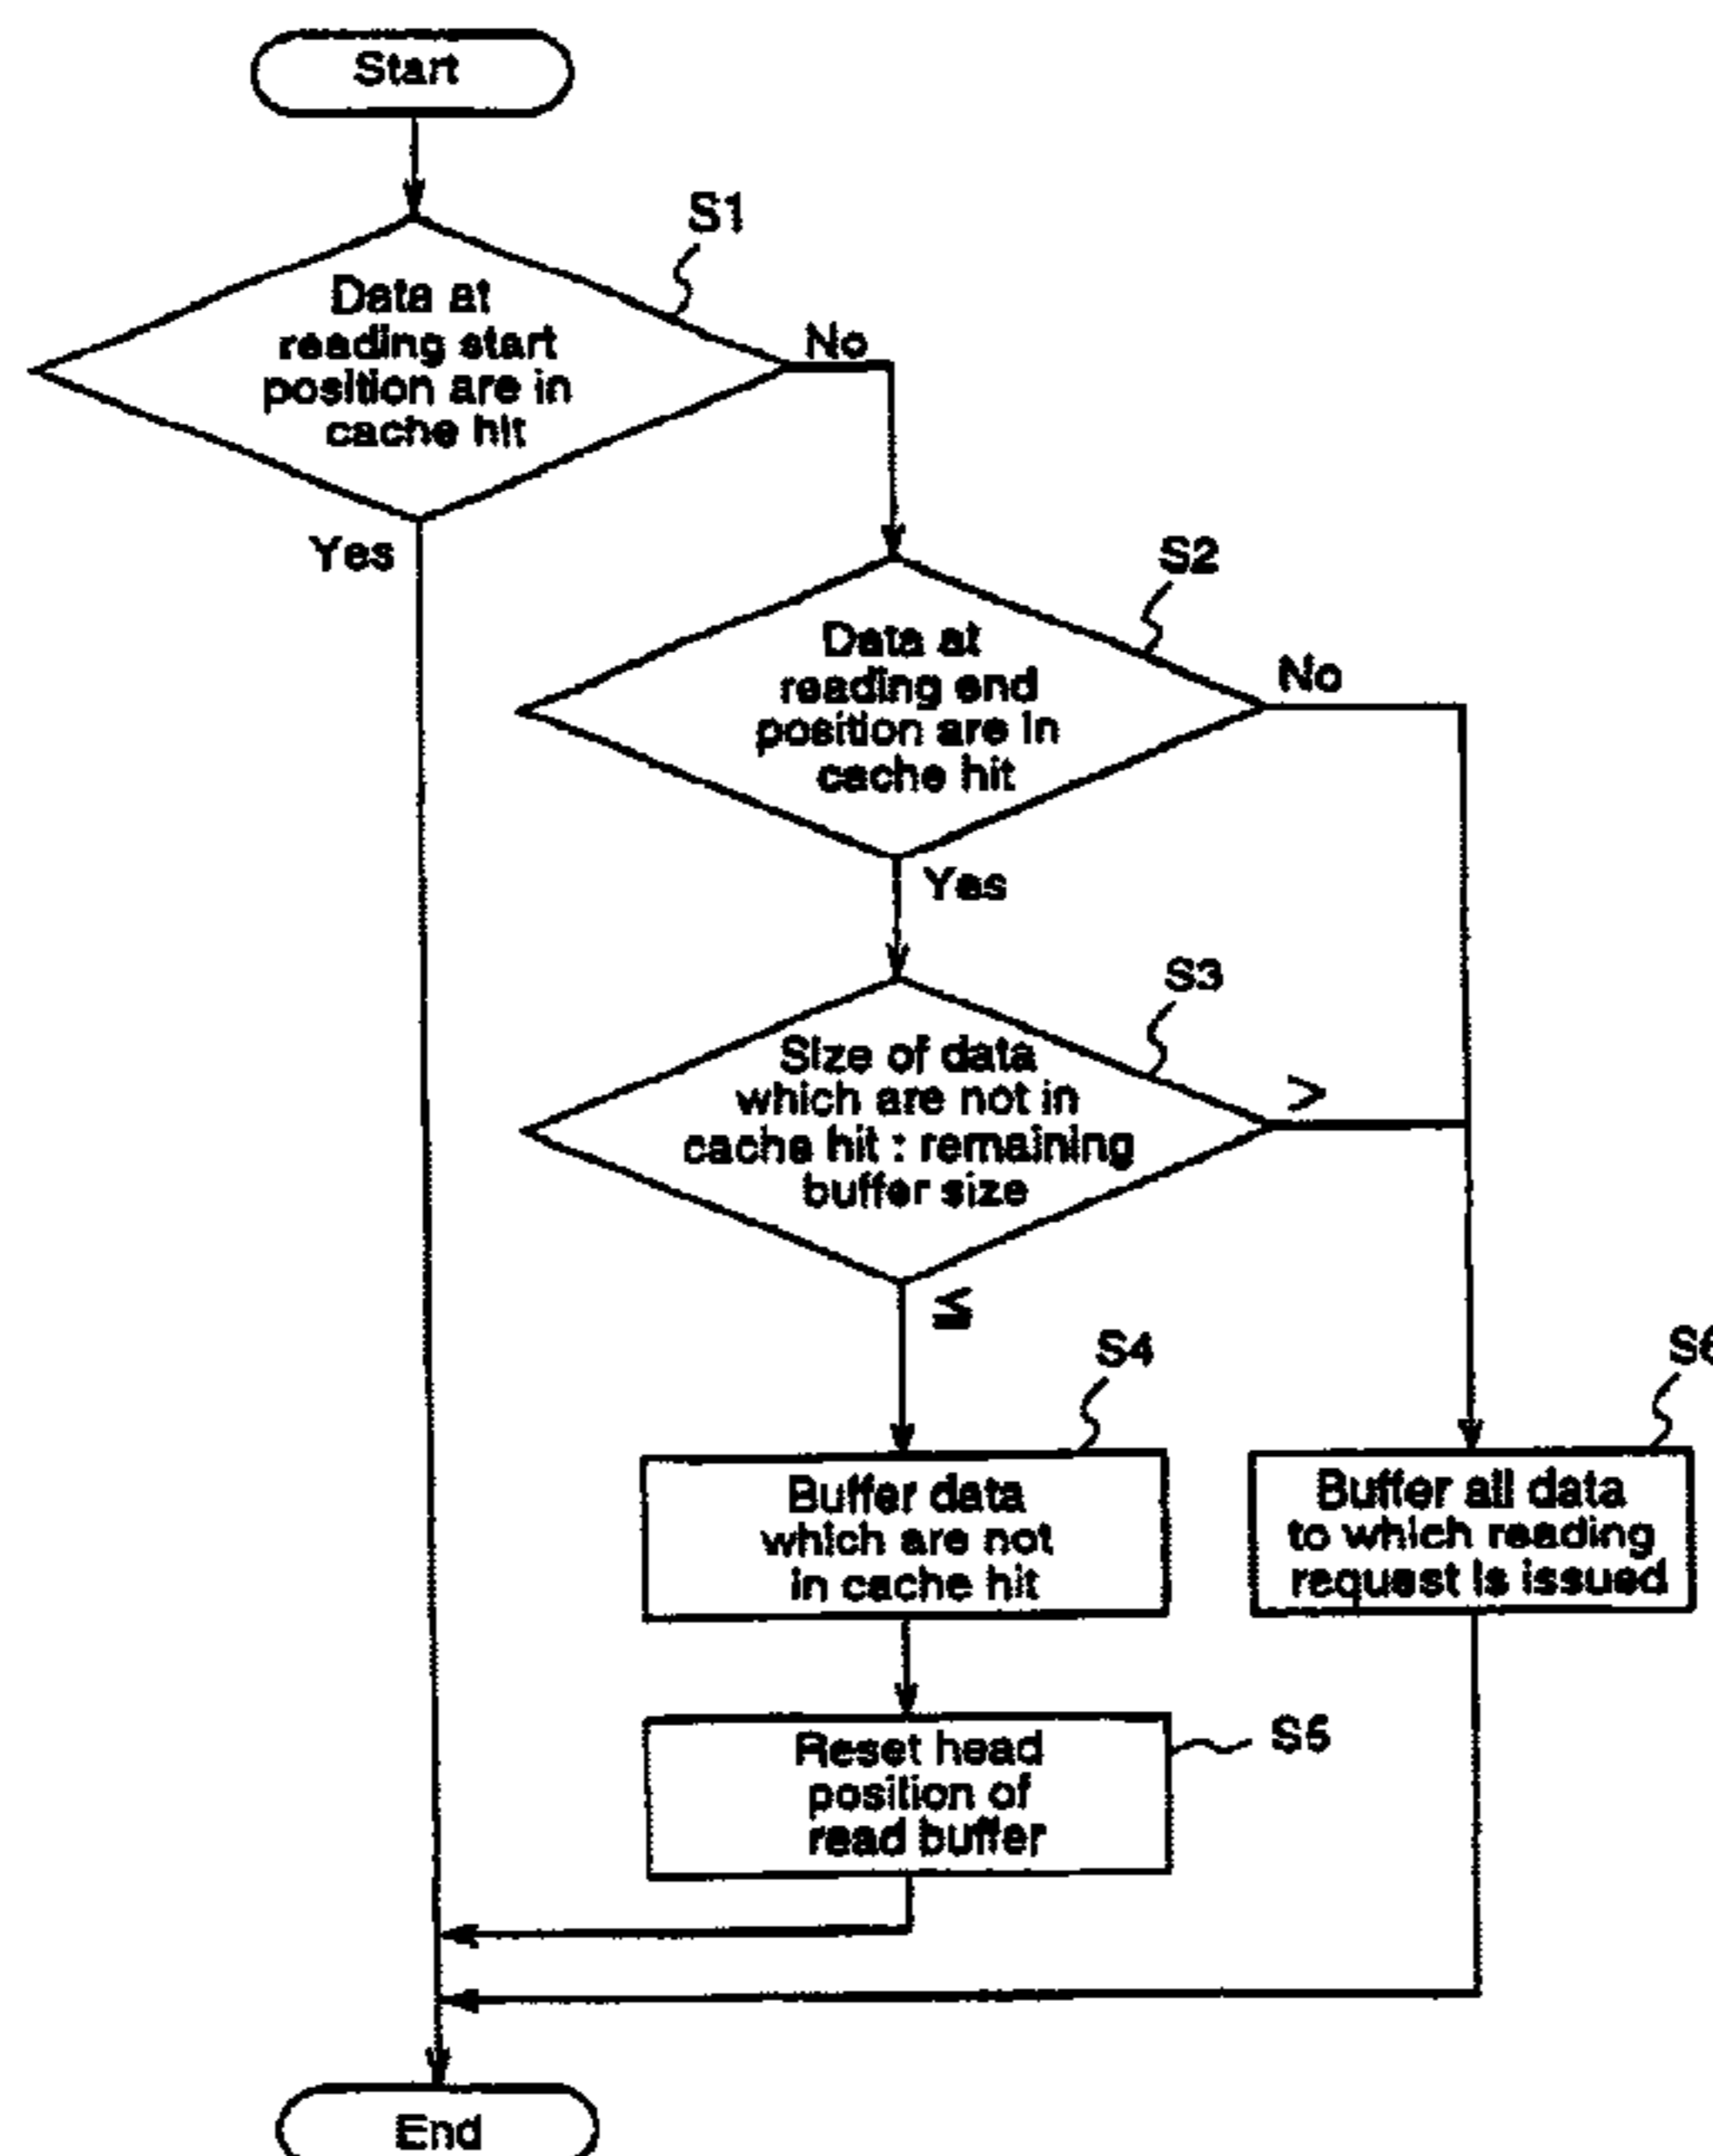 Start
S1
Data at
reading start
position are in
cache hit
No
Yes
S2
Data at
reading end
position are in
cache hit
No
Yes
S3
Size of data
which are not in
cache hit : remaining
buffer size
>
≦
S4
Buffer data
which are not
in cache hit
S6
Buffer all data
to which reading
request is issued
Reset head
position of
read buffer
S5
End